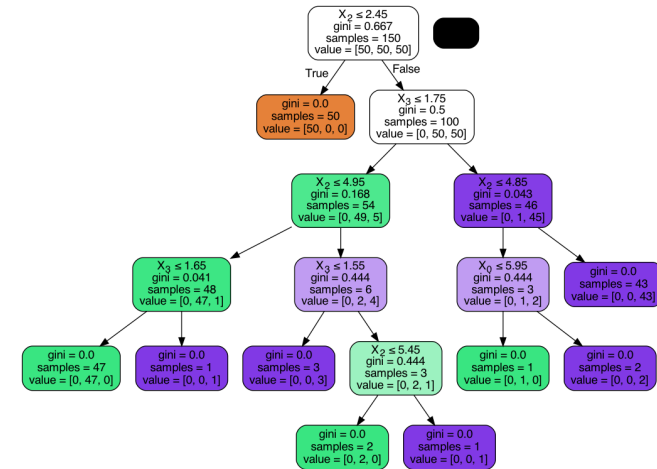 X2 ≤ 2.45
gini = 0.667
samples = 150
value = [50, 50, 50]
True
False
gini = 0.0
samples = 50
value = [50, 0, 0]
X3 ≤ 1.75
gini = 0.5
samples = 100
value = [0, 50, 50]
X2 ≤ 4.95
gini = 0.168
samples = 54
value = [0, 49, 5]
X2 ≤ 4.85
gini = 0.043
samples = 46
value = [0, 1, 45]
X3 ≤ 1.65
gini = 0.041
samples = 48
value = [0, 47, 1]
X3 ≤ 1.55
gini = 0.444
samples = 6
value = [0, 2, 4]
X0 ≤ 5.95
gini = 0.444
samples = 3
value = [0, 1, 2]
gini = 0.0
samples = 43
value = [0, 0, 43]
gini = 0.0
samples = 47
value = [0, 47, 0]
gini = 0.0
samples = 1
value = [0, 0, 1]
gini = 0.0
samples = 3
value = [0, 0, 3]
X2 ≤ 5.45
gini = 0.444
samples = 3
value = [0, 2, 1]
gini = 0.0
samples = 1
value = [0, 1, 0]
gini = 0.0
samples = 2
value = [0, 0, 2]
gini = 0.0
samples = 2
value = [0, 2, 0]
gini = 0.0
samples = 1
value = [0, 0, 1]